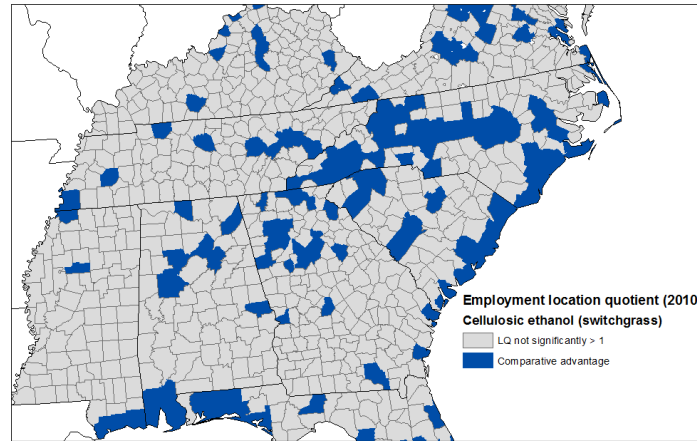 Employment location quotient (2010
Cellulosic ethanol (switchgrass)
LQ not significantly > 1
Comparative advantage